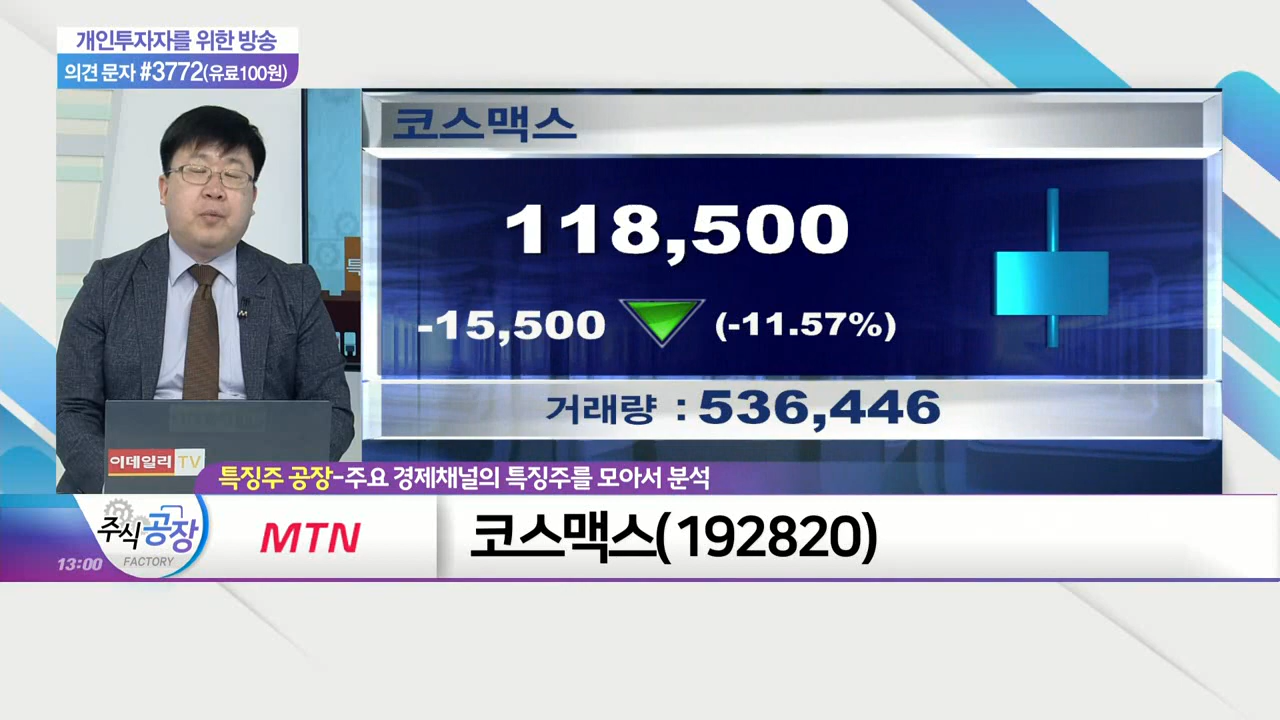 개인투자자를 위한 방송
의견 문자 #3772(유료100원)
코스맥스
118,500
-15,500 (-11.57%)
거래량 : 536,446
특
이데일리 TV
특징주 공장-주요 경제채널의 특징주를 모아서 분석
주식공장
FACTORY
13:00
MTN
코스맥스(192820)